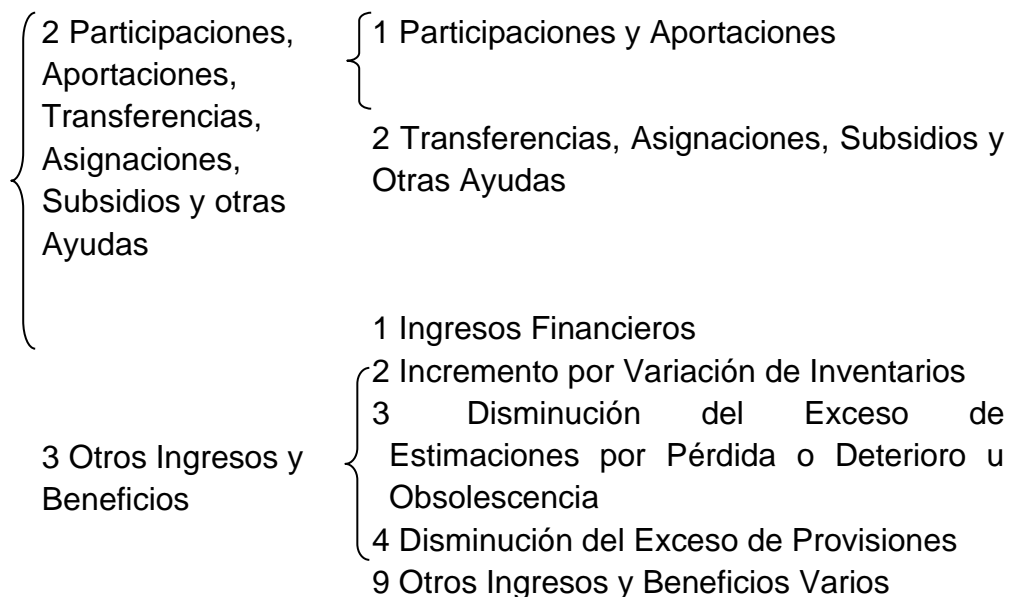 2 Participaciones,
Aportaciones,
Transferencias,
Asignaciones,
Subsidios y otras
Ayudas
1 Participaciones y Aportaciones
2 Transferencias, Asignaciones, Subsidios y
Otras Ayudas
3 Otros Ingresos y
Beneficios
1 Ingresos Financieros
2 Incremento por Variación de Inventarios
3 Disminución del Exceso de
Estimaciones por Pérdida o Deterioro u
Obsolescencia
4 Disminución del Exceso de Provisiones
9 Otros Ingresos y Beneficios Varios